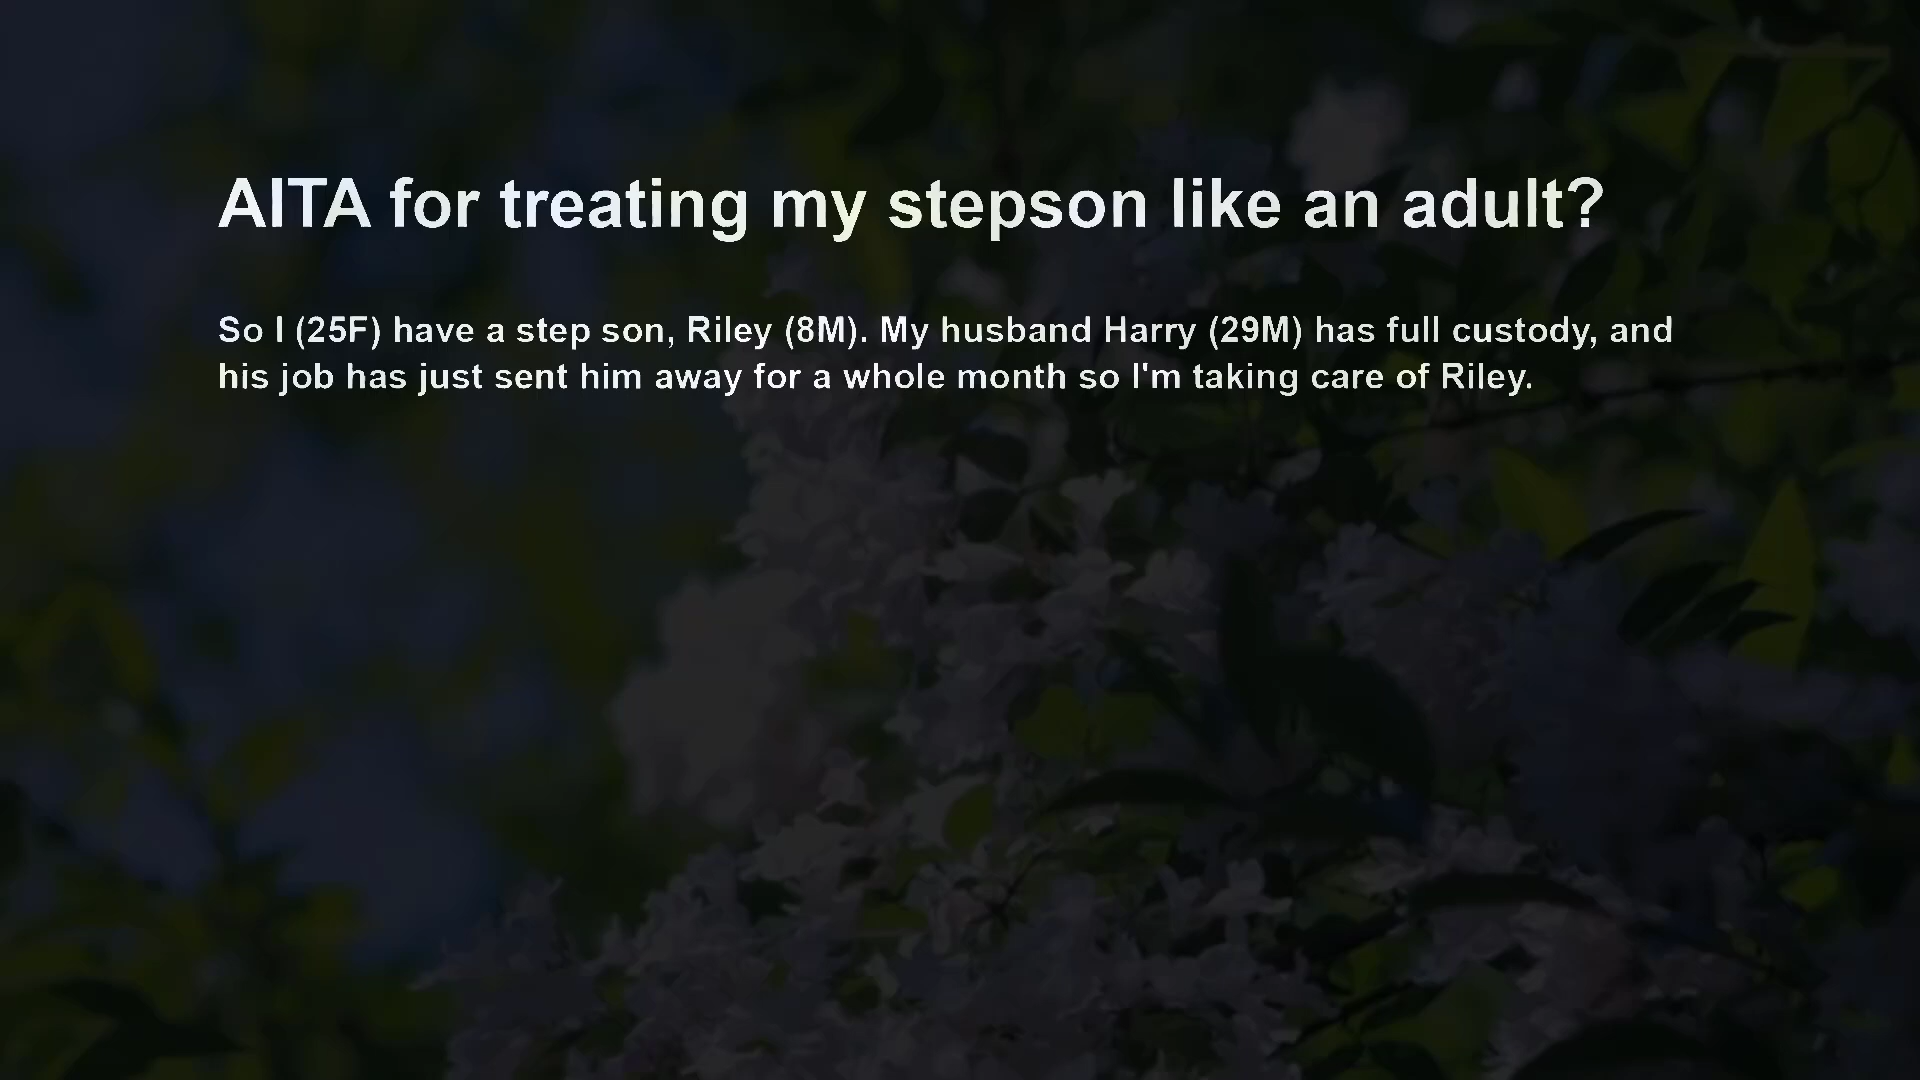 AITA for treating my stepson like an adult?
So I (25F) have a step son, Riley (8M). My husband Harry (29M) has full custody, and
his job has just sent him away for a whole month so I'm taking care of Riley.